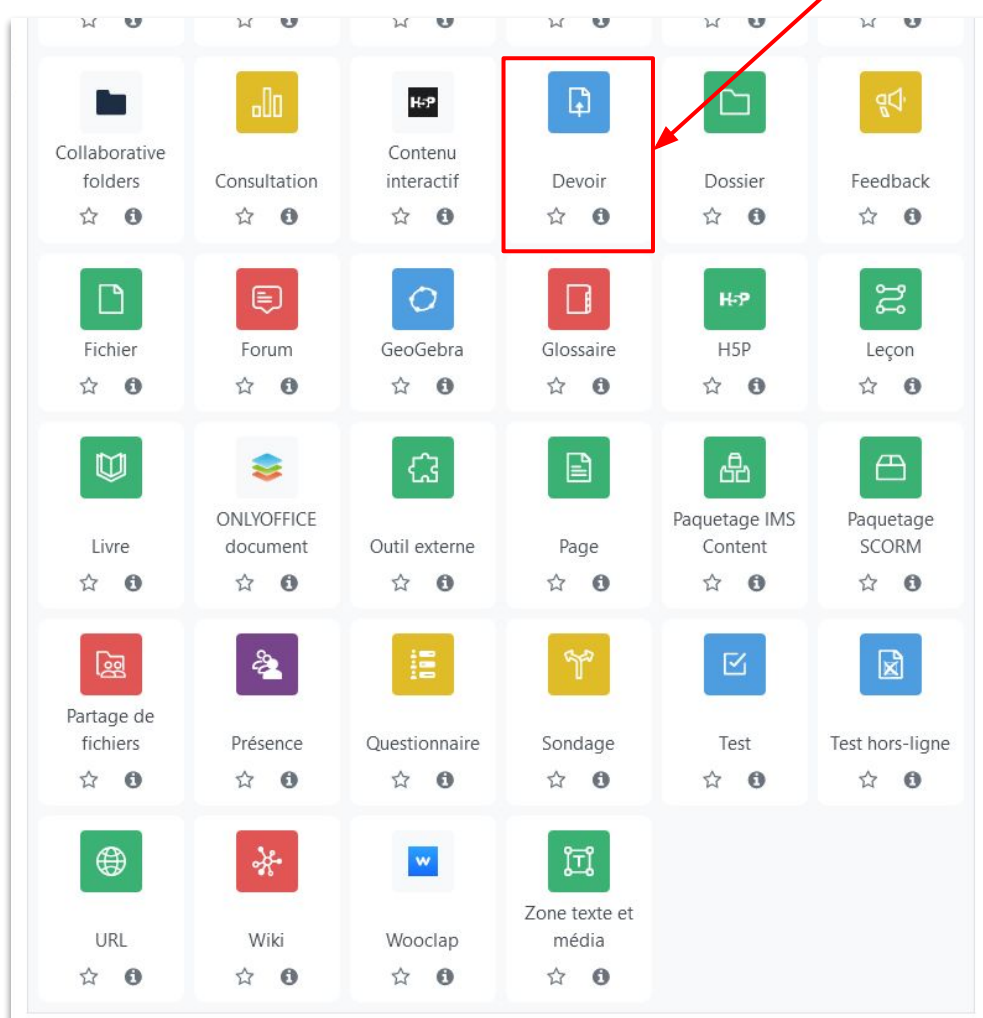 H-P
Collaborative
folders
Consultation
Contenu
interactif
Devoir
Dossier
Feedback
Fichier
Forum
GeoGebra
Glossaire
H5P
H5P
Leçon
Livre
ONLYOFFICE
document
Outil externe
Page
Paquetage IMS
Content
Paquetage
SCORM
Partage de
fichiers
Présence
Questionnaire
Sondage
Test
Test hors-ligne
URL
Wiki
w
Wooclap
T
Zone texte et
média